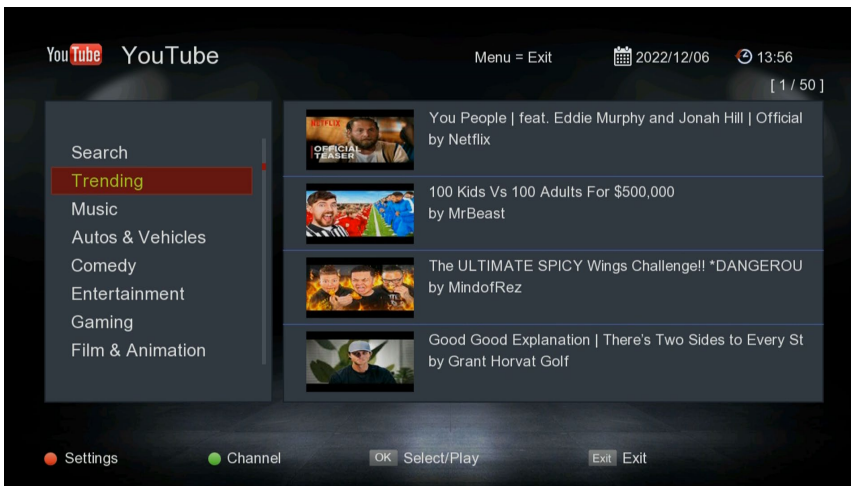 YouTube YouTube Menu = Exit 2022/12/06 13:56
[ 1 / 50 ]
Search
Trending
Music
Autos & Vehicles
Comedy
Entertainment
Gaming
Film & Animation
NETFLIX
OFFICIAL
TEASER
You People | feat. Eddie Murphy and Jonah Hill | Official
by Netflix
100 Kids Vs 100 Adults For $500,000
by MrBeast
The ULTIMATE SPICY Wings Challenge!! *DANGEROU
by MindofRez
Good Good Explanation | There's Two Sides to Every St
by Grant Horvat Golf
Settings Channel OK Select/Play Exit Exit